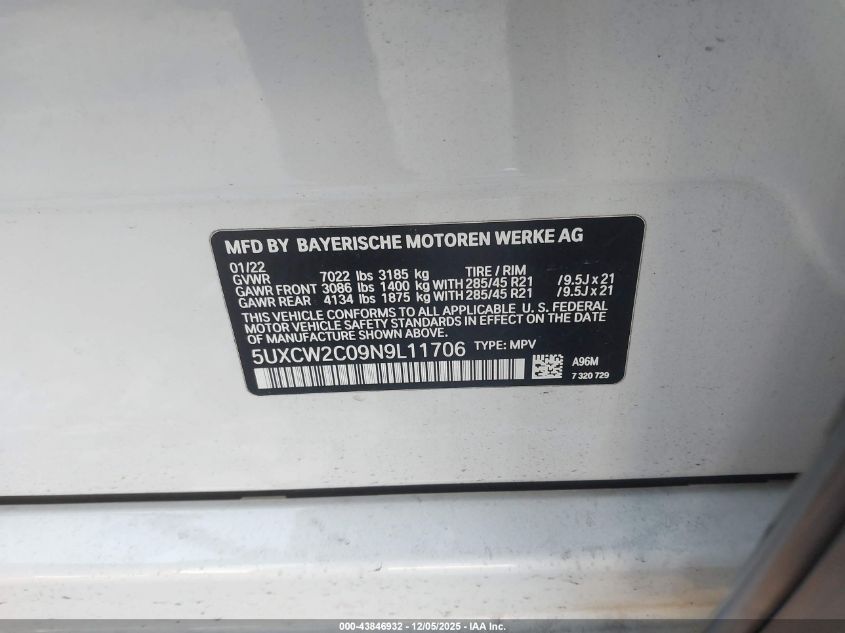 MFD BY BAYERISCHE MOTOREN WERKE AG
01/22
GVWR 7022 lbs 3185 kg TIRE / RIM
GAWR FRONT 3086 lbs 1400 kg WITH 285/45 R21 /9.5J x 21
GAWR REAR 4134 lbs 1875 kg WITH 285/45 R21 /9.5J x 21
THIS VEHICLE CONFORMS TO ALL APPLICABLE U. S. FEDERAL
MOTOR VEHICLE SAFETY STANDARDS IN EFFECT ON THE DATE
OF MANUFACTURE SHOWN ABOVE.
5UXCW2C09N9L11706 TYPE: MPV
A96M
7 320 729
000-43846932 - 12/05/2025 - IAA Inc.